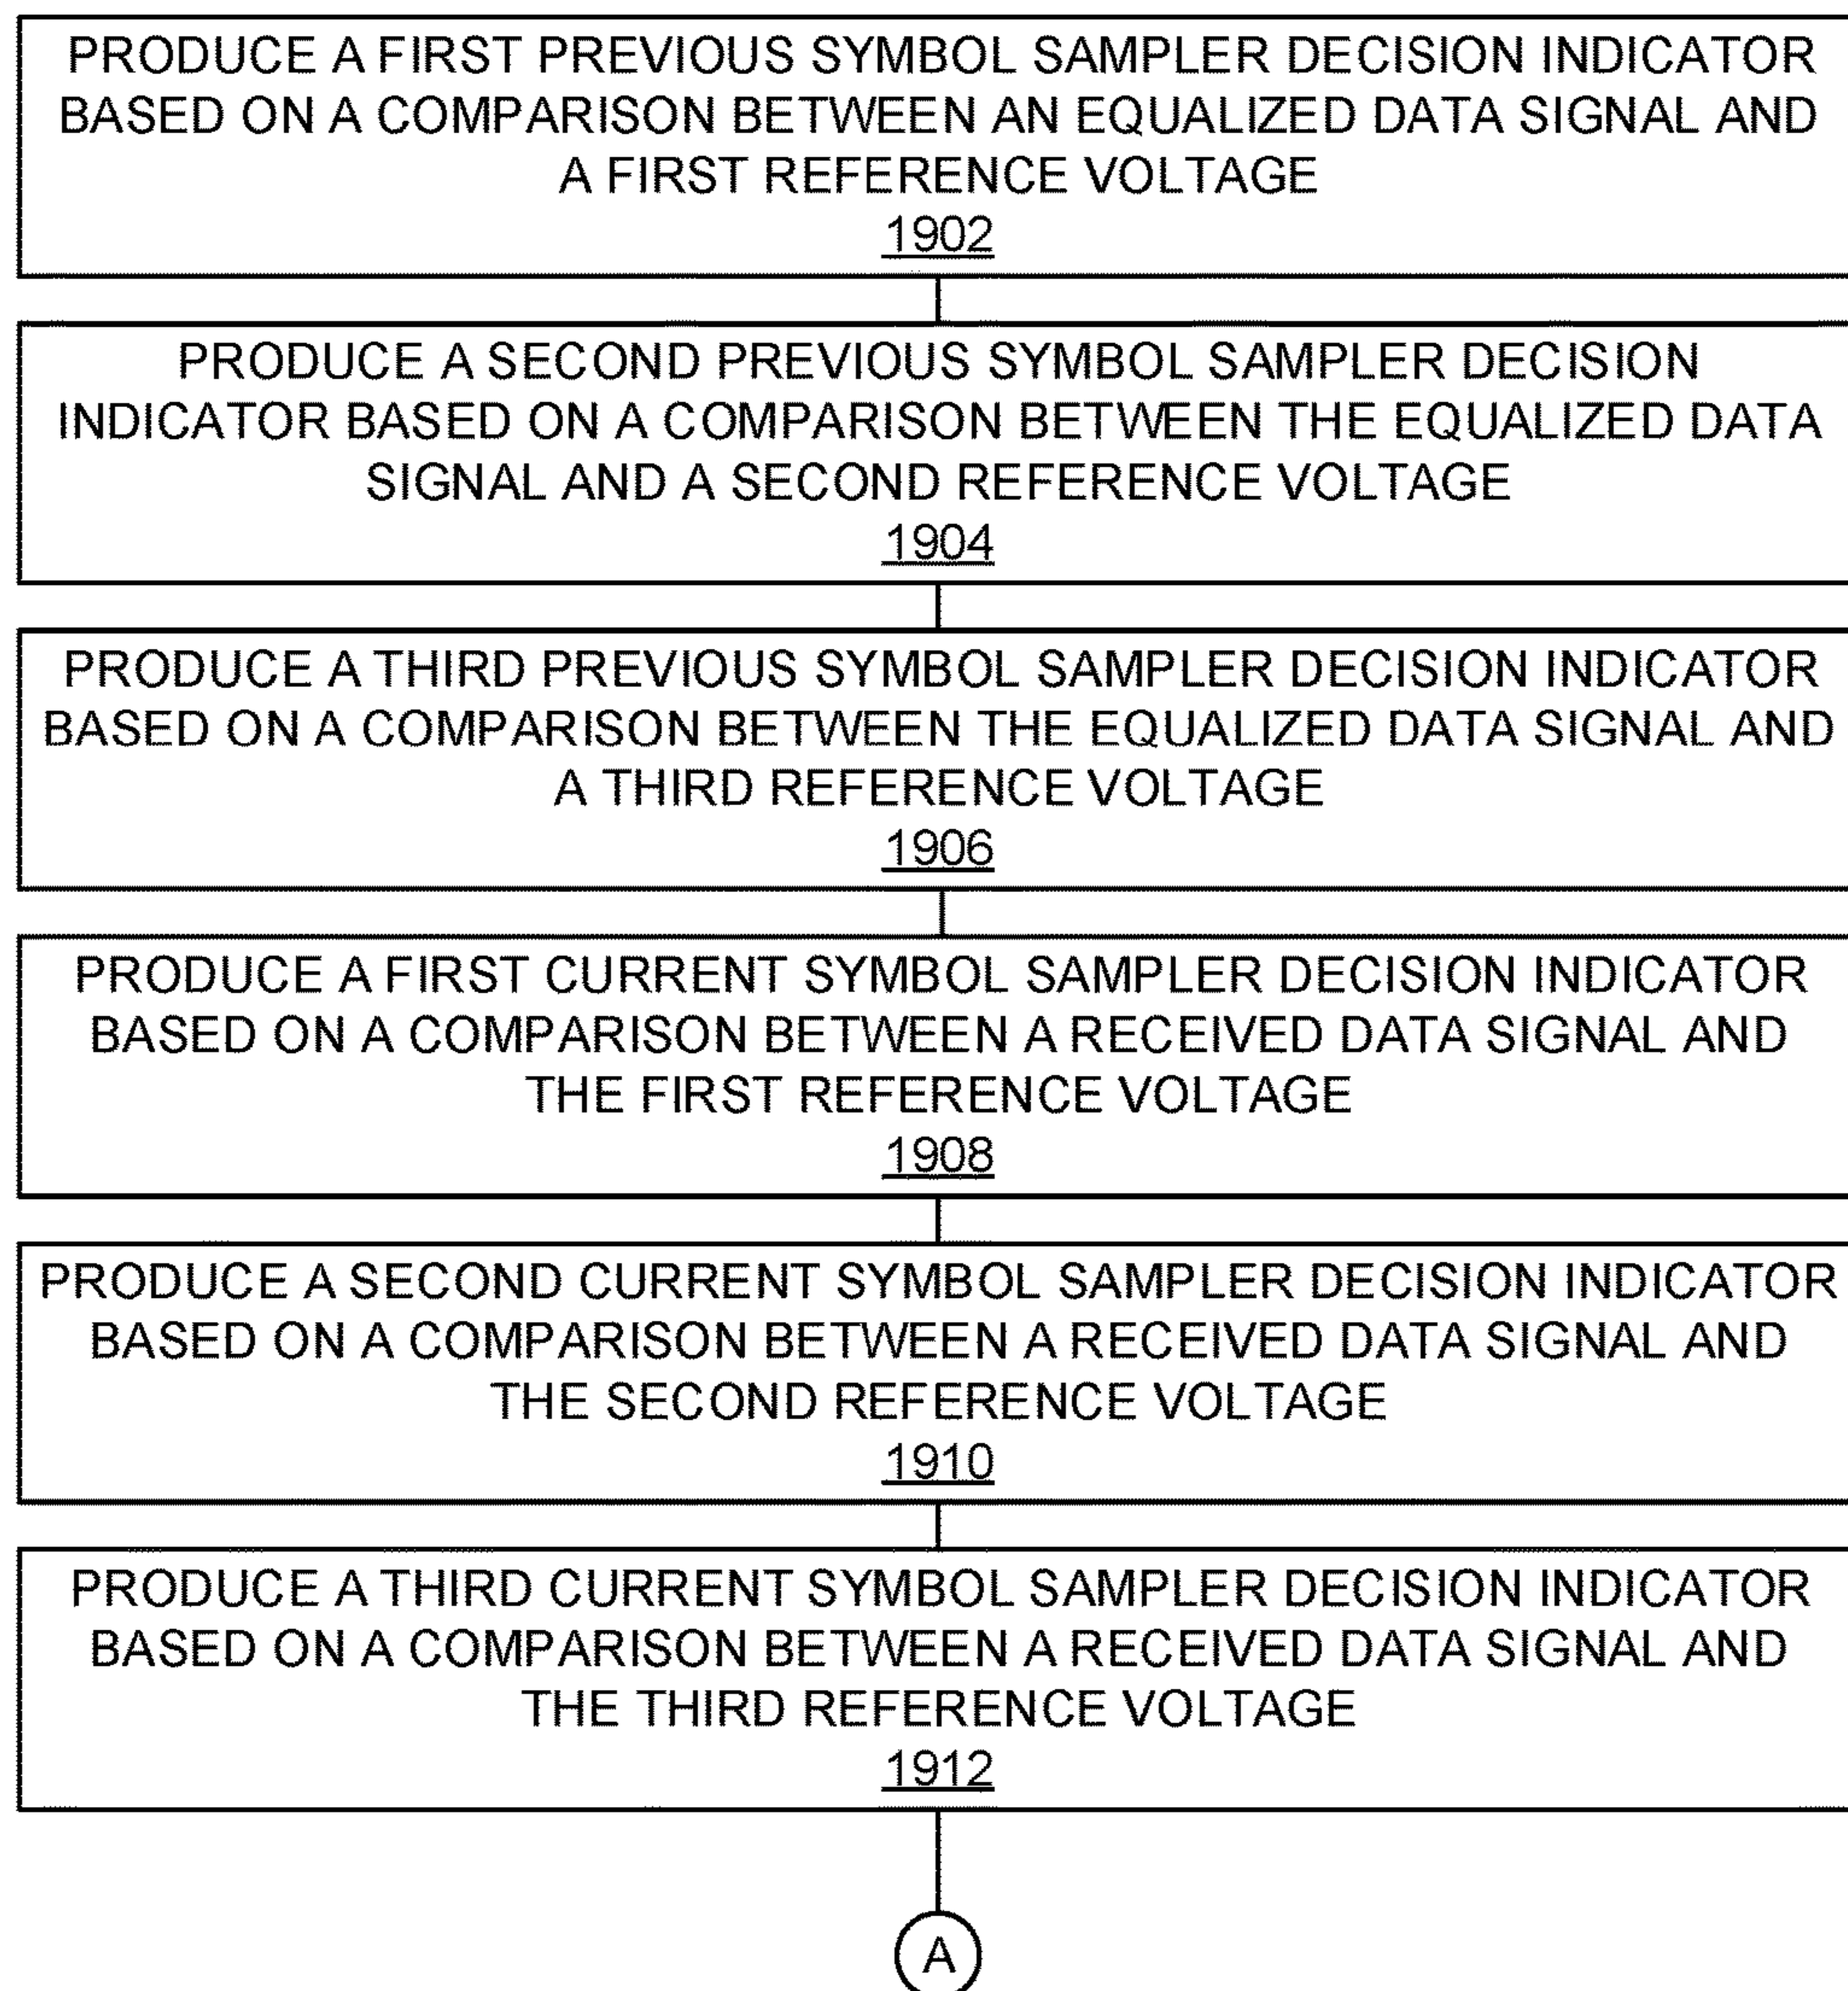 PRODUCE A FIRST PREVIOUS SYMBOL SAMPLER DECISION INDICATOR
BASED ON A COMPARISON BETWEEN AN EQUALIZED DATA SIGNAL AND
A FIRST REFERENCE VOLTAGE
1902
PRODUCE A SECOND PREVIOUS SYMBOL SAMPLER DECISION
INDICATOR BASED ON A COMPARISON BETWEEN THE EQUALIZED DATA
SIGNAL AND A SECOND REFERENCE VOLTAGE
1904
PRODUCE A THIRD PREVIOUS SYMBOL SAMPLER DECISION INDICATOR
BASED ON A COMPARISON BETWEEN THE EQUALIZED DATA SIGNAL AND
A THIRD REFERENCE VOLTAGE
1906
PRODUCE A FIRST CURRENT SYMBOL SAMPLER DECISION INDICATOR
BASED ON A COMPARISON BETWEEN A RECEIVED DATA SIGNAL AND
THE FIRST REFERENCE VOLTAGE
1908
PRODUCE A SECOND CURRENT SYMBOL SAMPLER DECISION INDICATOR
BASED ON A COMPARISON BETWEEN A RECEIVED DATA SIGNAL AND
THE SECOND REFERENCE VOLTAGE
1910
PRODUCE A THIRD CURRENT SYMBOL SAMPLER DECISION INDICATOR
BASED ON A COMPARISON BETWEEN A RECEIVED DATA SIGNAL AND
THE THIRD REFERENCE VOLTAGE
1912
A